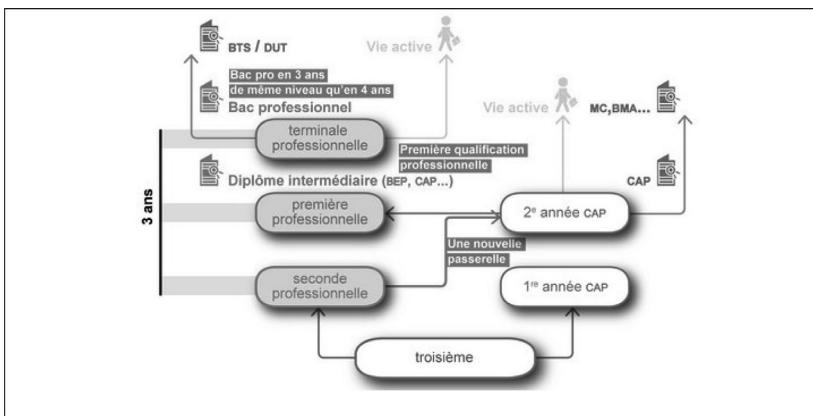 BTS / DUT
Vie active
Bac pro en 3 ans
de même niveau qu'en 4 ans
Bac professionnel
Vie active
MC,BMA...
terminale
professionnelle
Première qualification
professionnelle
Diplôme intermédiaire (BEP, CAP...)
CAP
3 ans
première
professionnelle
2e année CAP
Une nouvelle
passerelle
seconde
professionnelle
1re année CAP
troisième